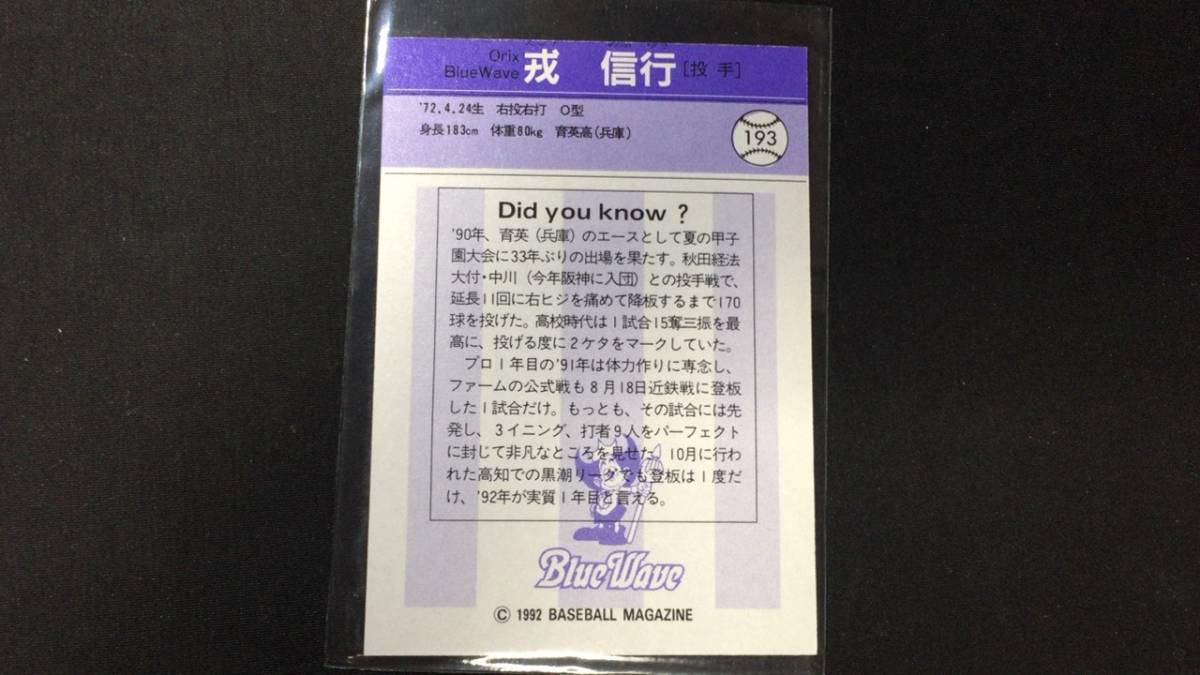 Orix
BlueWave 戎 信行 [投手]
'72.4.24生 右投右打 O型
身長183cm 体重80kg 育英高(兵庫)
193
Did you know ?
'90年、育英(兵庫)のエースとして夏の甲子
園大会に33年ぶりの出場を果たす。秋田経法
大付・中川(今年阪神に入団)との投手戦で、
延長11回に右ヒジを痛めて降板するまで170
球を投げた。高校時代は1試合15奪三振を最
高に、投げる度に2ケタをマークしていた。
プロ1年目の'91年は体力作りに専念し、
ファームの公式戦も8月18日近鉄戦に登板
した1試合だけ。もっとも、その試合には先
発し、3イニング、打者9人をパーフェクト
に封じて非凡なところを見せた。10月に行わ
れた高知での黒潮リーグでも登板は1度だ
け、'92年が実質1年目と言える。
BlueWave
© 1992 BASEBALL MAGAZINE